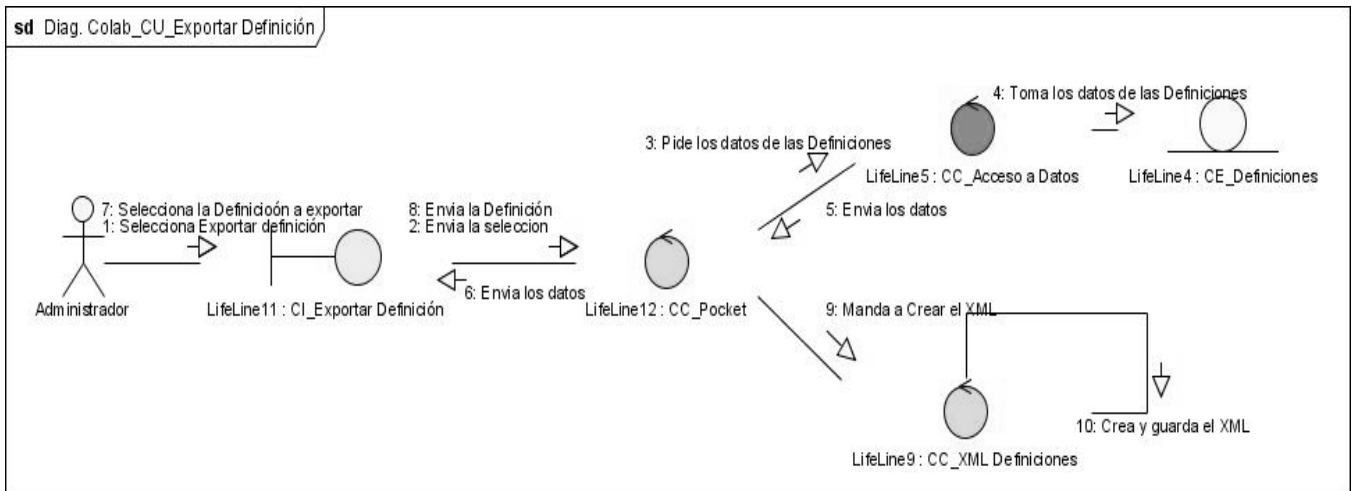 sd Diag. Colab_CU_Exportar Definición
4: Toma los datos de las Definiciones
3: Pide los datos de las Definiciones
LifeLine5 : CC_Acceso a Datos
LifeLine4 : CE_Definiciones
7: Selecciona la Definicioón a exportar
8: Envia la Definición
5: Envia los datos
1: Selecciona Exportar definición
2: Envia la seleccion
6: Envia los datos
Administrador
LifeLine11 : CI_Exportar Definición
LifeLine12 : CC_Pocket
9: Manda a Crear el XML
10: Crea y guarda el XML
LifeLine9 : CC_XML Definiciones